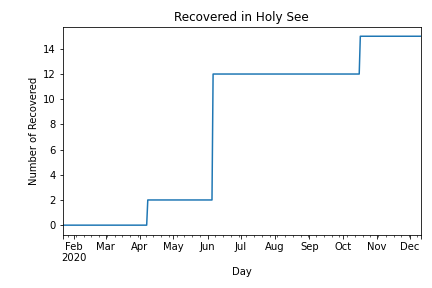 Recovered in Holy See
Number of Recovered
14
12
10
8
6
4
2
0
Feb Mar Apr May Jun Jul Aug Sep Oct Nov Dec
2020
Day